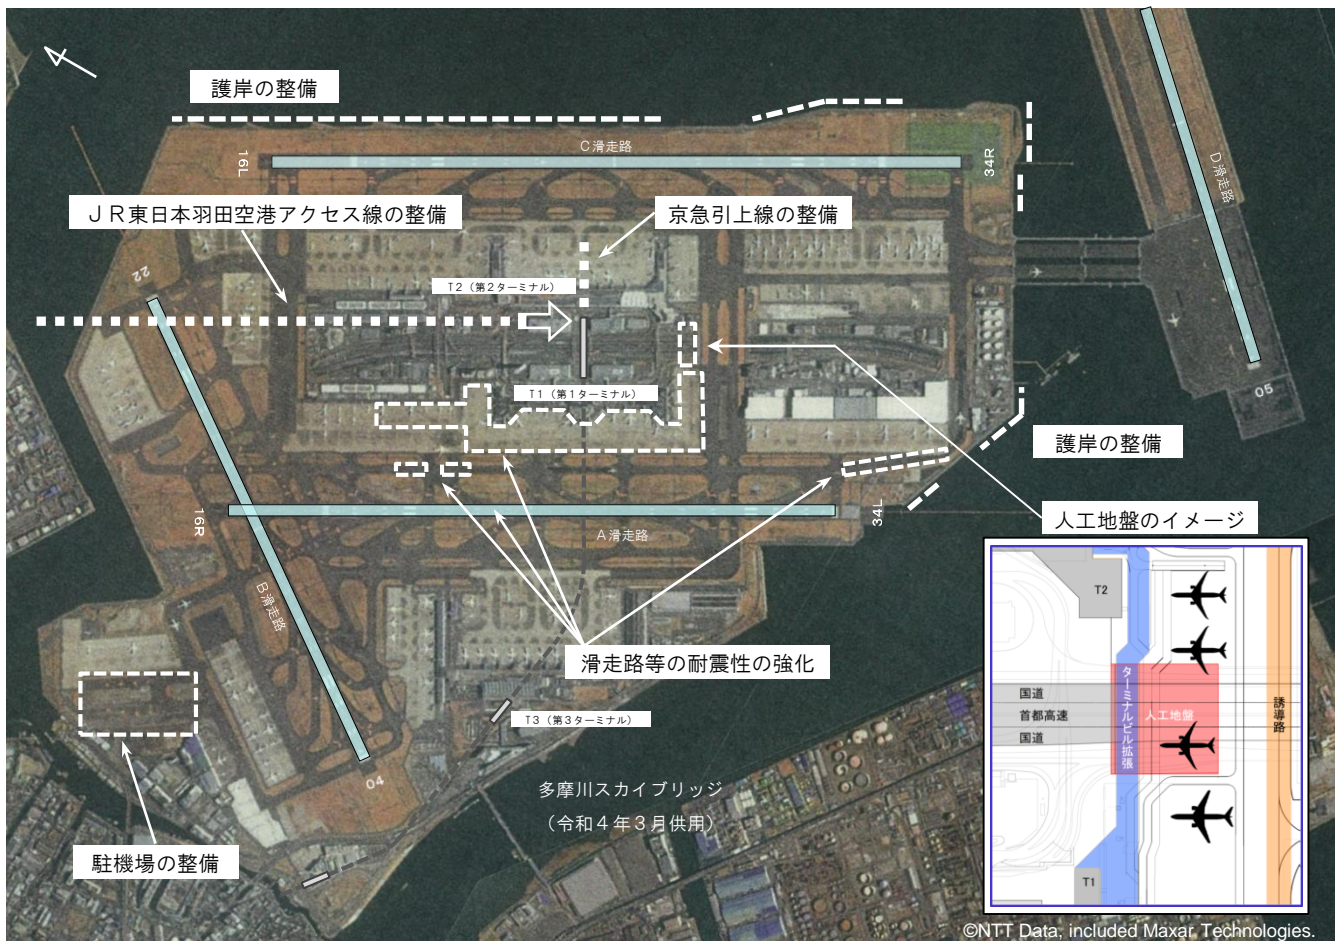 護岸の整備
C滑走路
16L
34R
D滑走路
ＪＲ東日本羽田空港アクセス線の整備
京急引上線の整備
22
T2（第２ターミナル）
T1（第１ターミナル）
05
護岸の整備
16R
34L
A滑走路
人工地盤のイメージ
B滑走路
滑走路等の耐震性の強化
T3（第３ターミナル）
04
多摩川スカイブリッジ
（令和４年３月供用）
駐機場の整備
T2
国道
首都高速
国道
ターミナルビル拡張
人工地盤
誘導路
T1
©NTT Data, included Maxar Technologies.